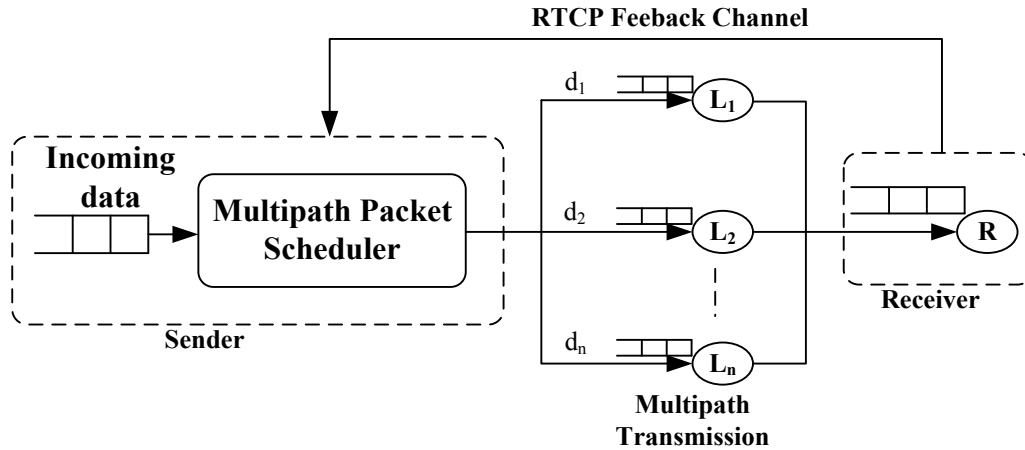 RTCP Feeback Channel
Incoming
data
Multipath Packet
Scheduler
Sender
d1
L1
d2
L2
dn
Ln
Multipath
Transmission
R
Receiver